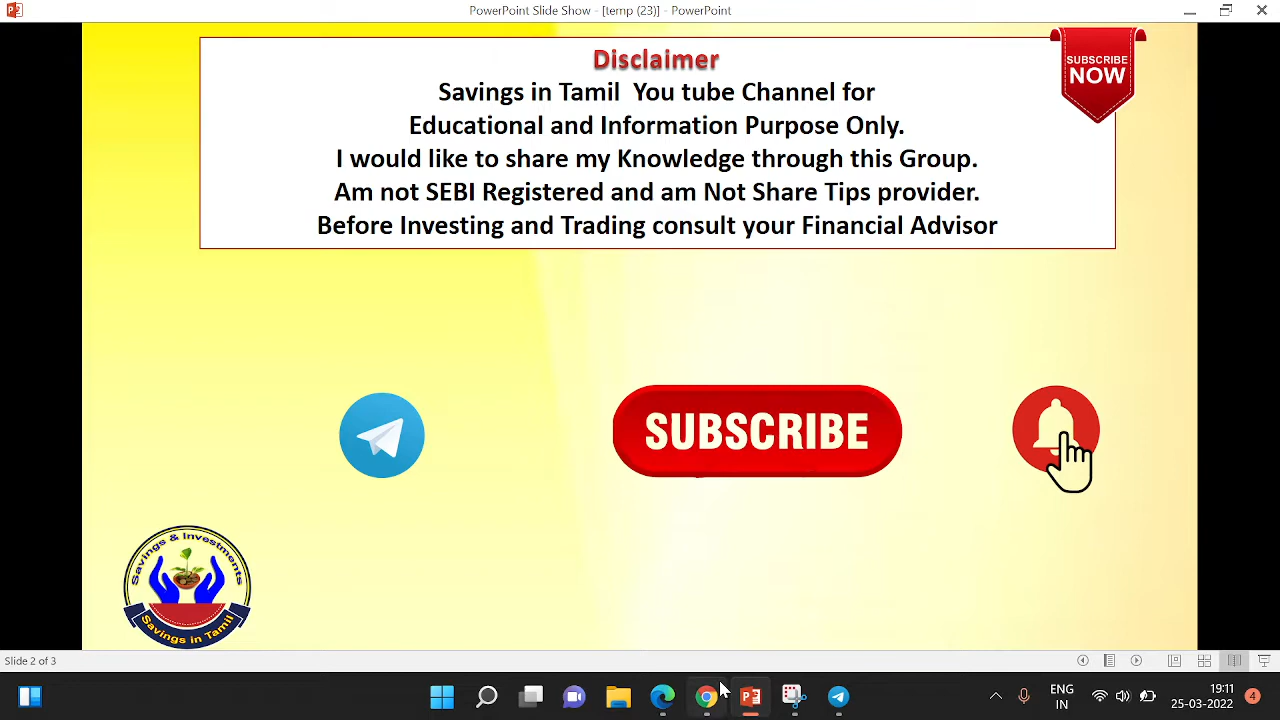 PowerPoint Slide Show - [temp (23)] - PowerPoint
Disclaimer
SUBSCRIBE
NOW
Savings in Tamil You tube Channel for
Educational and Information Purpose Only.
I would like to share my Knowledge through this Group.
Am not SEBI Registered and am Not Share Tips provider.
Before Investing and Trading consult your Financial Advisor
SUBSCRIBE
Savings & Investments
Savings in Tamil
Slide 2 of 3
ENG
IN
19:11
25-03-2022
4